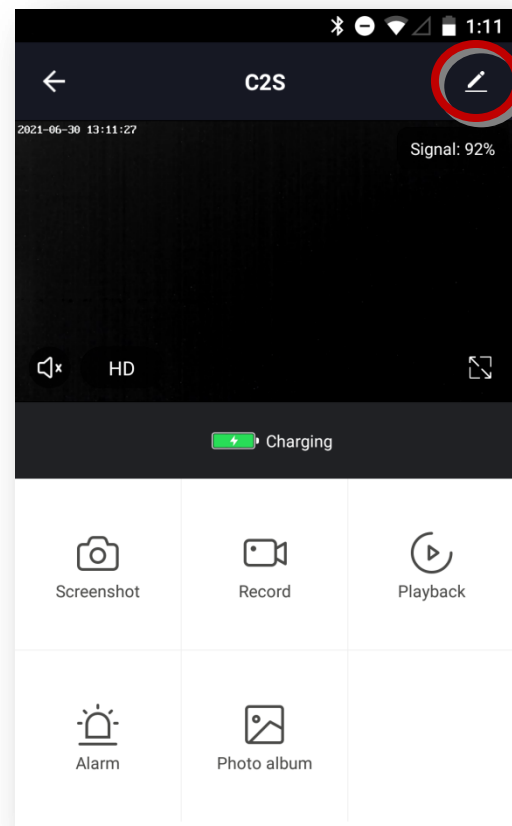 1:11
C2S
2021-06-30 13:11:27
Signal: 92%
HD
Charging
Screenshot
Record
Playback
Alarm
Photo album